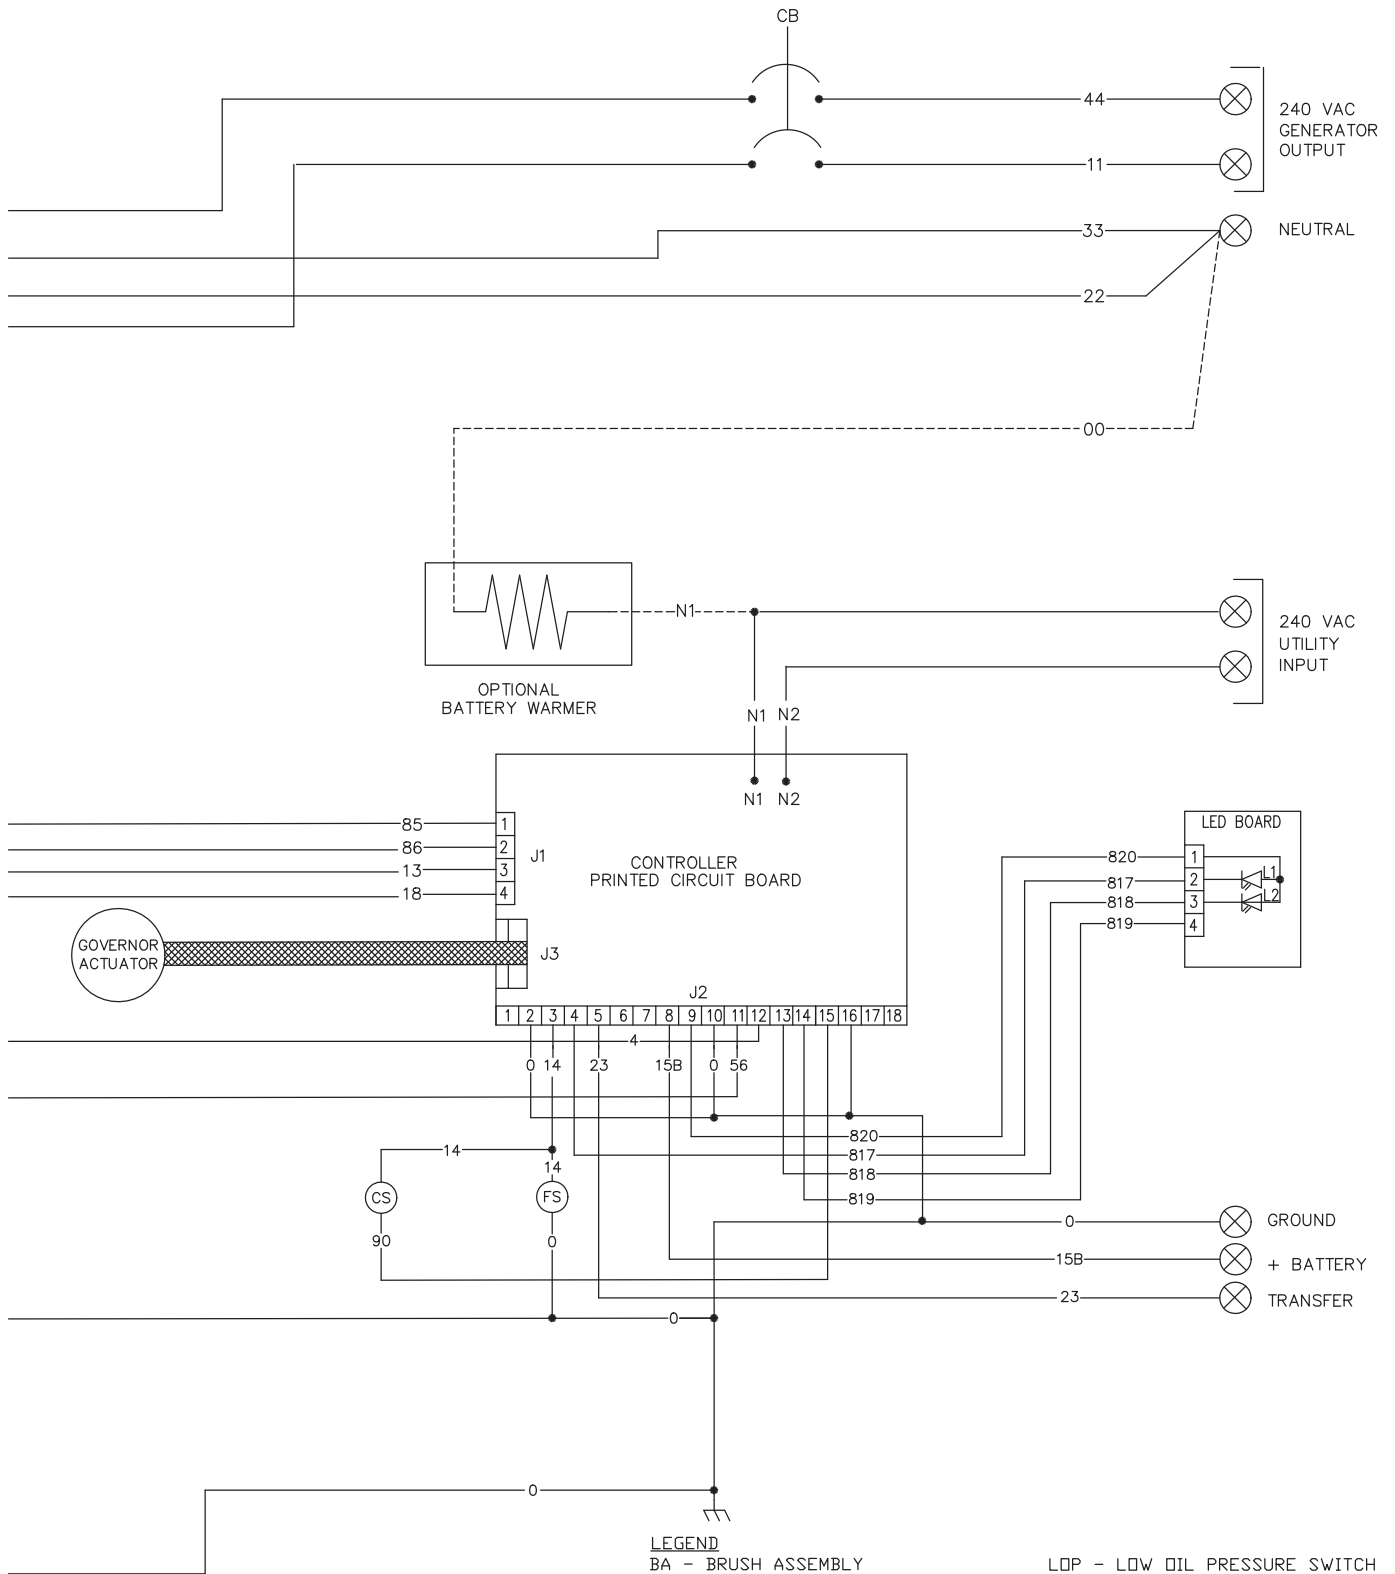 CB
44
240 VAC
GENERATOR
OUTPUT
11
33
NEUTRAL
22
00
N1
240 VAC
UTILITY
INPUT
OPTIONAL
BATTERY WARMER
N1 N2
N1 N2
85
1
86
2
J1
13
3
18
4
CONTROLLER
PRINTED CIRCUIT BOARD
LED BOARD
820
1
817
2
L1
818
3
L2
819
4
GOVERNOR
ACTUATOR
J3
J2
1 2 3 4 5 6 7 8 9 10 11 12 13 14 15 16 17 18
4
0 14 23 15B 0 56
820
14
817
14
818
CS
FS
819
90
0
0
GROUND
15B
+ BATTERY
23
TRANSFER
0
0
LEGEND
BA - BRUSH ASSEMBLY
LOP - LOW OIL PRESSURE SWITCH